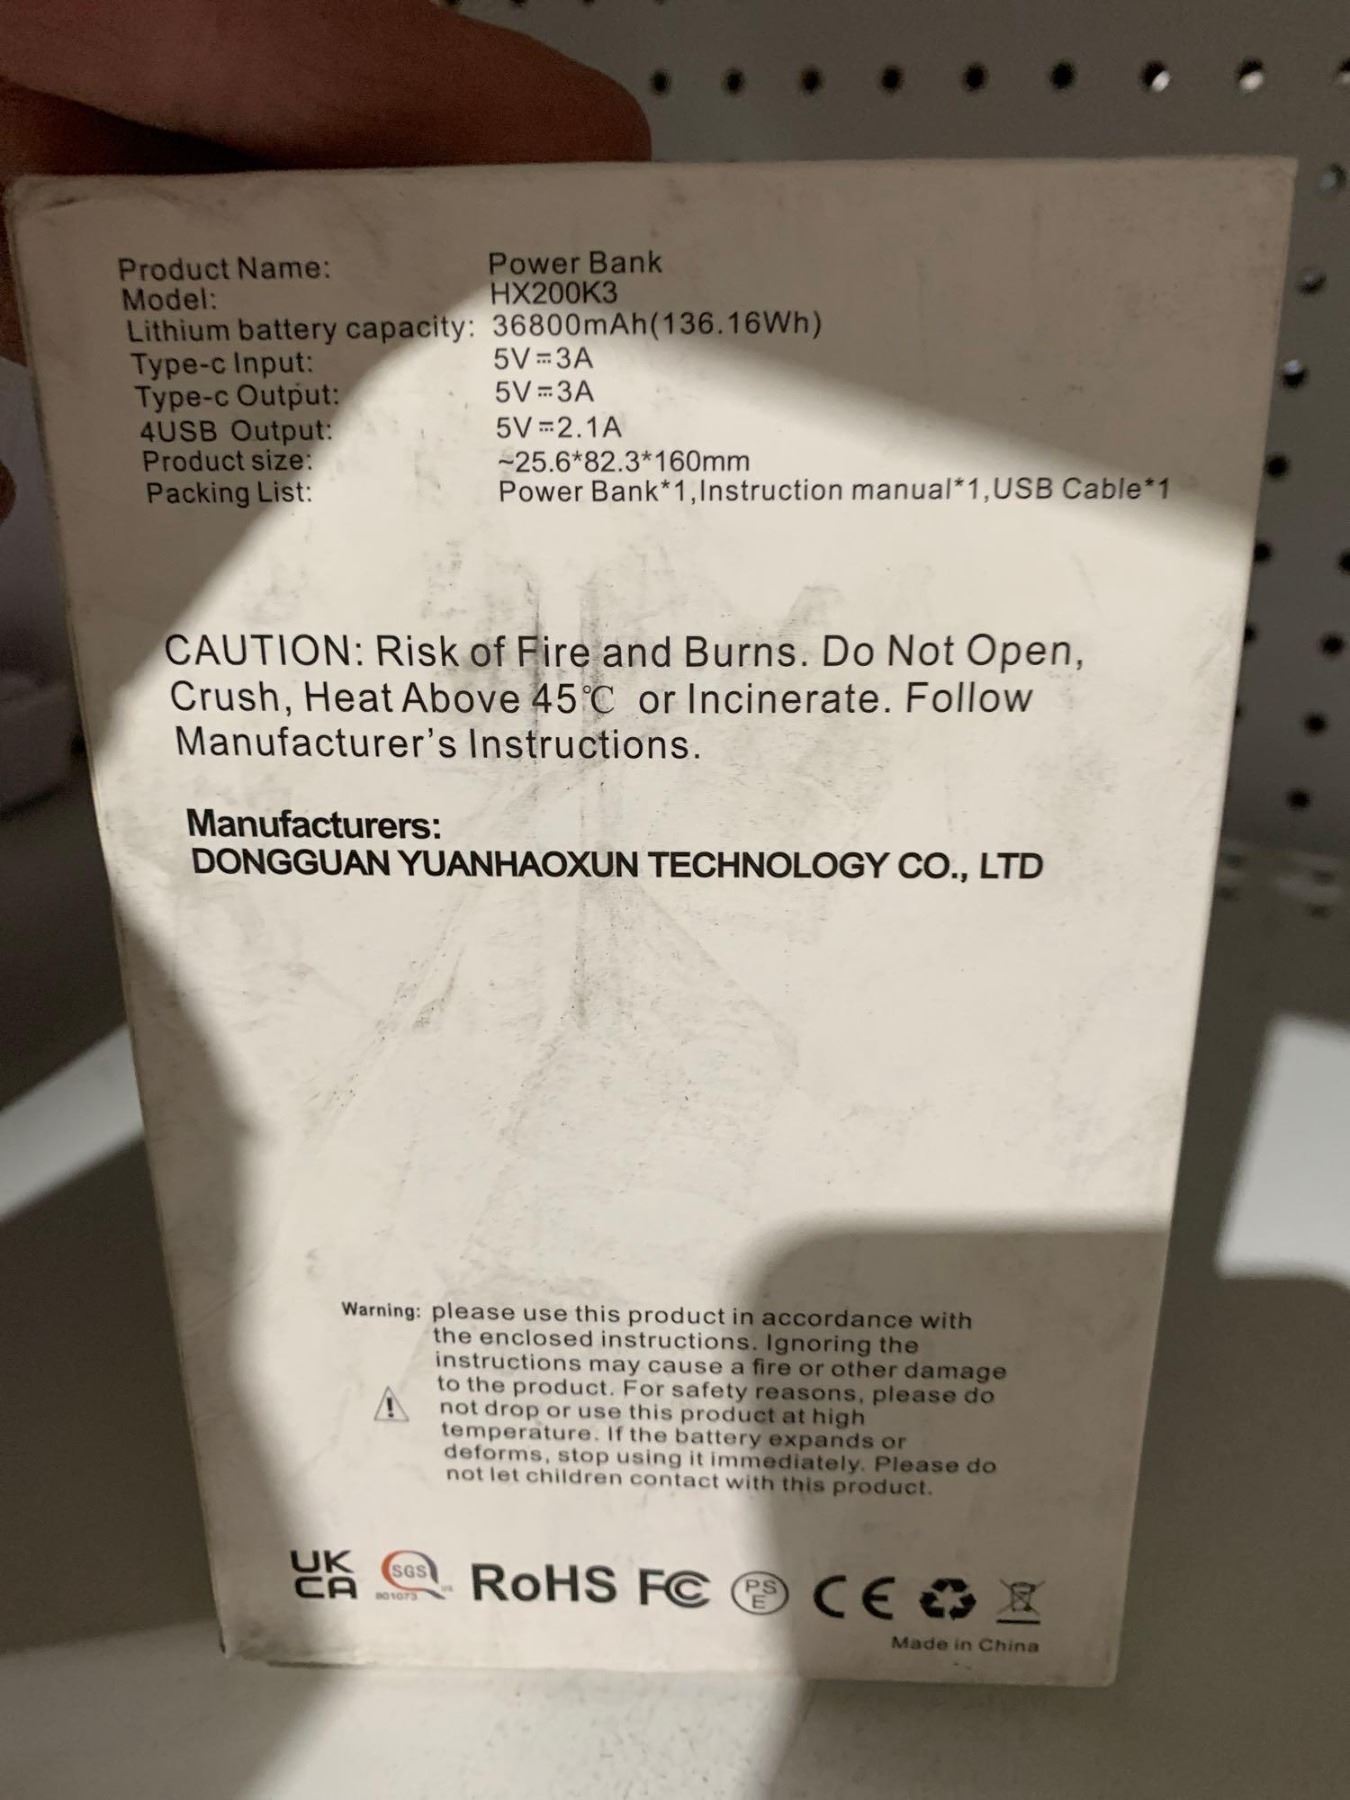 Product Name: Power Bank
Model: HX200K3
Lithium battery capacity: 36800mAh(136.16Wh)
Type-c Input: 5V⎓3A
Type-c Output: 5V⎓3A
4USB Output: 5V⎓2.1A
Product size: ~25.6*82.3*160mm
Packing List: Power Bank*1,Instruction manual*1,USB Cable*1
CAUTION: Risk of Fire and Burns. Do Not Open,
Crush, Heat Above 45℃ or Incinerate. Follow
Manufacturer's Instructions.
Manufacturers:
DONGGUAN YUANHAOXUN TECHNOLOGY CO., LTD
Warning: please use this product in accordance with
the enclosed instructions. Ignoring the
instructions may cause a fire or other damage
to the product. For safety reasons, please do
not drop or use this product at high
temperature. If the battery expands or
deforms, stop using it immediately. Please do
not let children contact with this product.
UK
CA SGS RoHS FC PS
E CE
Made in China